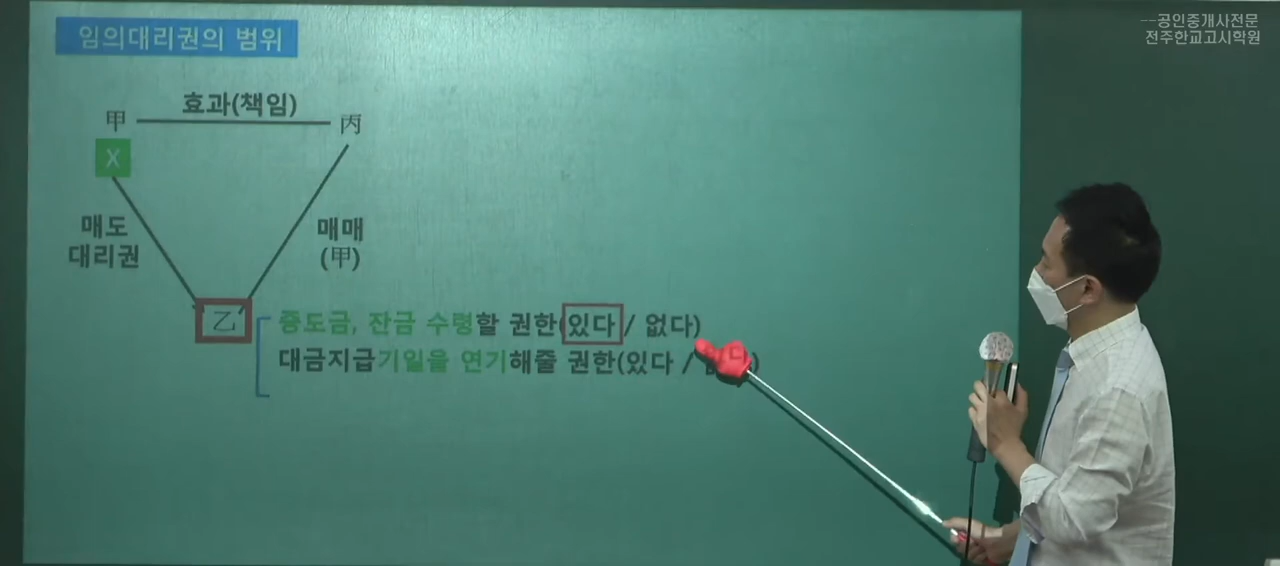 --공인중개사전문
전주한교고시학원
임의대리권의 범위
효과(책임)
甲
丙
X
매도
대리권
매매
(甲)
乙
중도금, 잔금 수령할 권한(있다 / 없다)
대금지급기일을 연기해줄 권한(있다 /